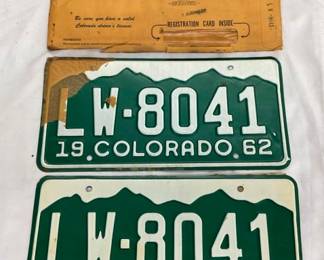 Be sure you have a valid
Colorado driver's license.
REGISTRATION CARD INSIDE
LW·8041
19 COLORADO 62
LW·8041